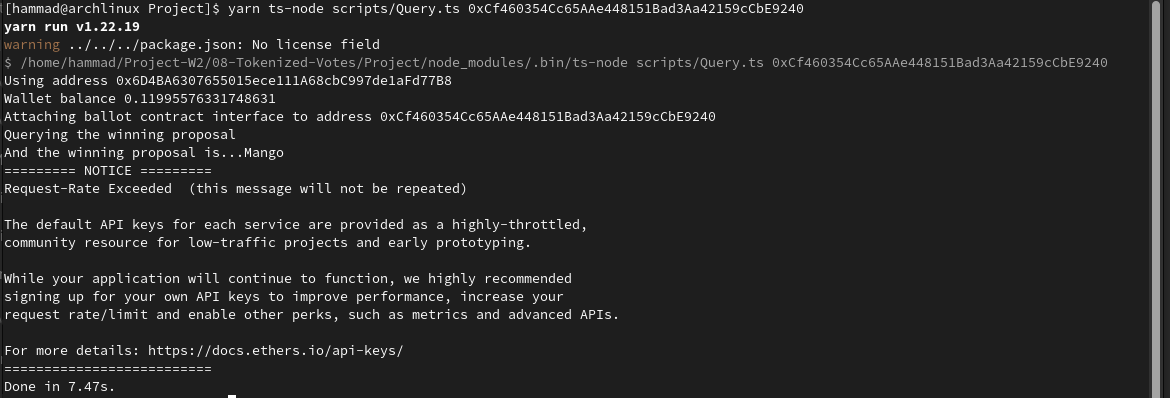 [hammad@archlinux Project]$ yarn ts-node scripts/Query.ts 0xCf460354Cc65AAe448151Bad3Aa42159cCbE9240
yarn run v1.22.19
warning ../../../package.json: No license field
$ /home/hammad/Project-W2/08-Tokenized-Votes/Project/node_modules/.bin/ts-node scripts/Query.ts 0xCf460354Cc65AAe448151Bad3Aa42159cCbE9240
Using address 0x6D4BA6307655015ece111A68cbC997de1aFd77B8
Wallet balance 0.11995576331748631
Attaching ballot contract interface to address 0xCf460354Cc65AAe448151Bad3Aa42159cCbE9240
Querying the winning proposal
And the winning proposal is...Mango
========= NOTICE =========
Request-Rate Exceeded  (this message will not be repeated)
The default API keys for each service are provided as a highly-throttled,
community resource for low-traffic projects and early prototyping.
While your application will continue to function, we highly recommended
signing up for your own API keys to improve performance, increase your
request rate/limit and enable other perks, such as metrics and advanced APIs.
For more details: https://docs.ethers.io/api-keys/
==========================
Done in 7.47s.